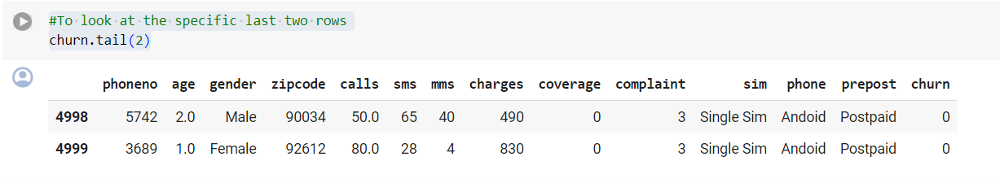 #To look at the specific last two rows
churn.tail(2)
phoneno age gender zipcode calls sms mms charges coverage complaint sim phone prepost churn
4998 5742 2.0 Male 90034 50.0 65 40 490 0 3 Single Sim Andoid Postpaid 0
4999 3689 1.0 Female 92612 80.0 28 4 830 0 3 Single Sim Andoid Postpaid 0